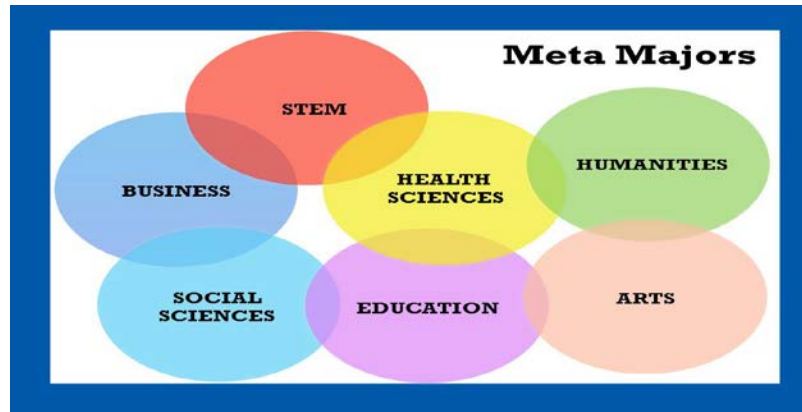 Meta Majors
STEM
BUSINESS
HEALTH
SCIENCES
HUMANITIES
SOCIAL
SCIENCES
EDUCATION
ARTS